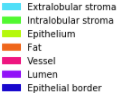 Extralobular stroma
Intralobular stroma
Epithelium
Fat
Vessel
Lumen
Epithelial border